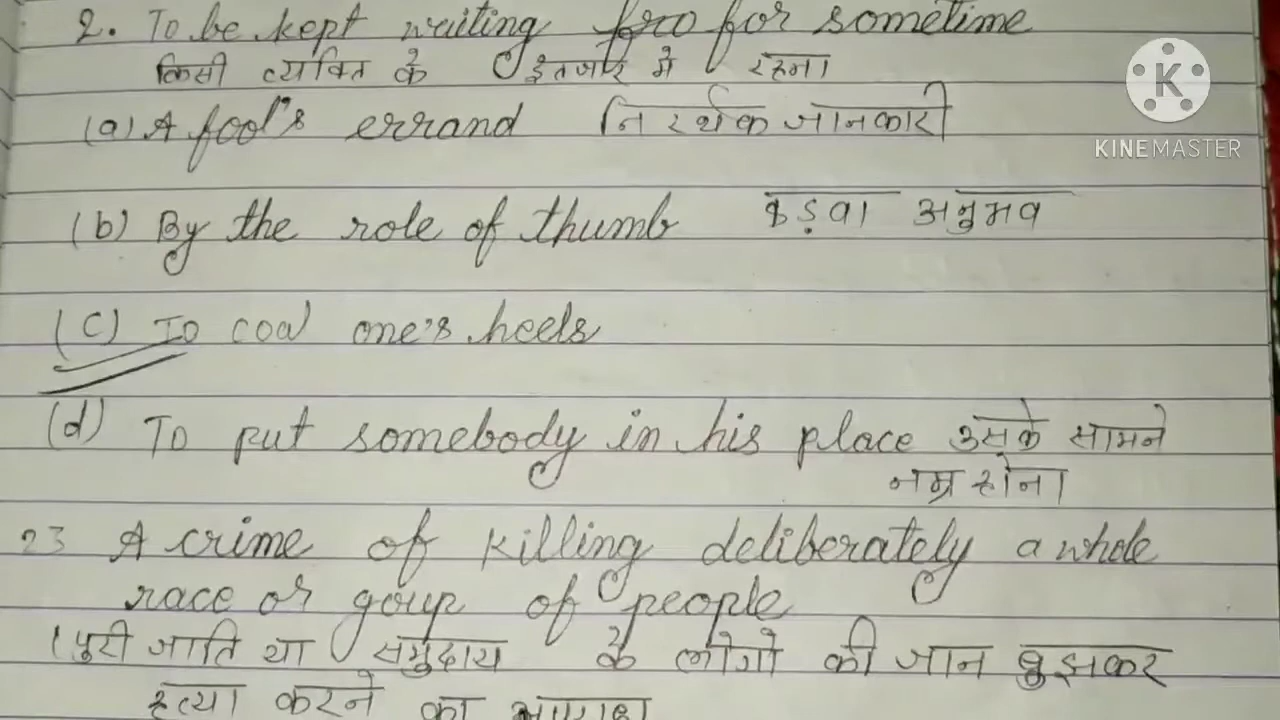 2. To be kept waiting fro for sometime
किसी व्यक्ति के इंतजार मे रहना
K
KINEMASTER
(a) A fool's errand निरर्थक जानकारी
(b) By the role of thumb कड़वा अनुभव
(c) To cool one's heels
(d) To put somebody in his place उसके सामने
नम्र होना
23 A crime of killing deliberately a whole
race or goup of people
(पूरी जाति या समुदाय के लोगो की जान बुझकर
हत्या करने का